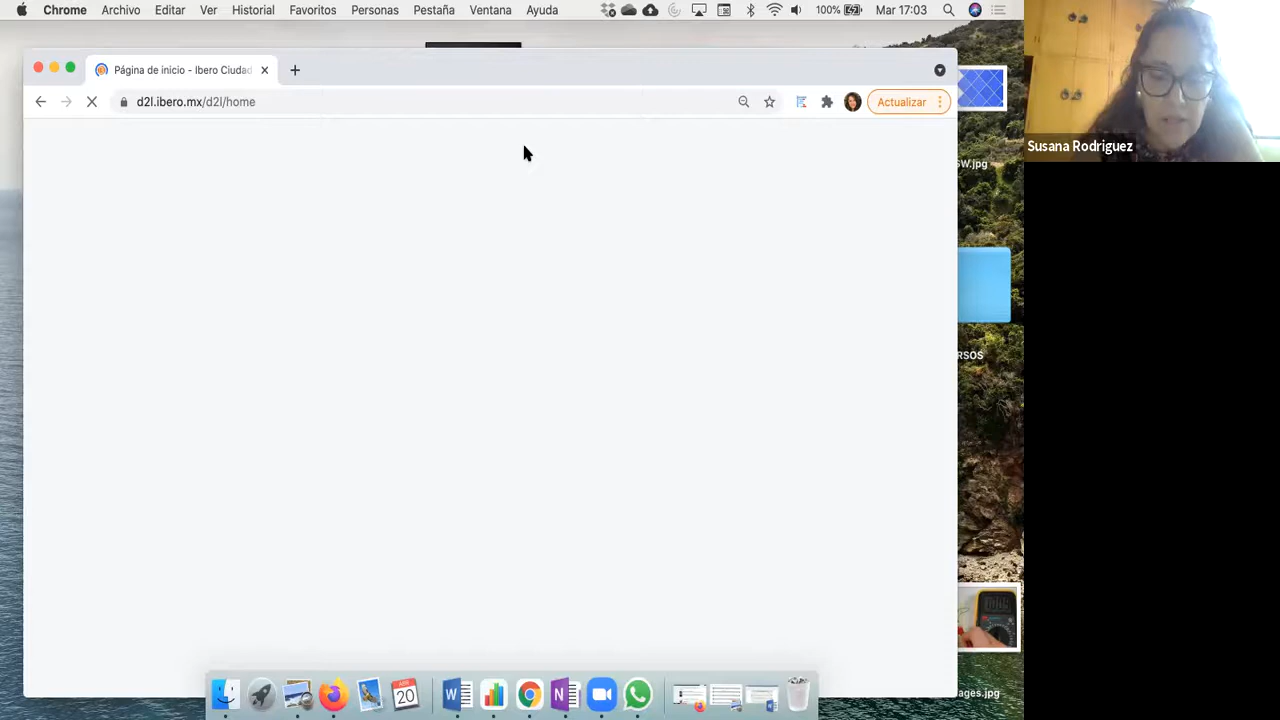 Chrome Archivo Editar Ver Historial Favoritos Personas Pestaña Ventana Ayuda 100% Mar 17:03
Página de inicio - Ibero Ciudad
d2l.ibero.mx/d2l/home
Actualizar
Susana Rodriguez
SW.jpg
RSOS
20
ages.jpg